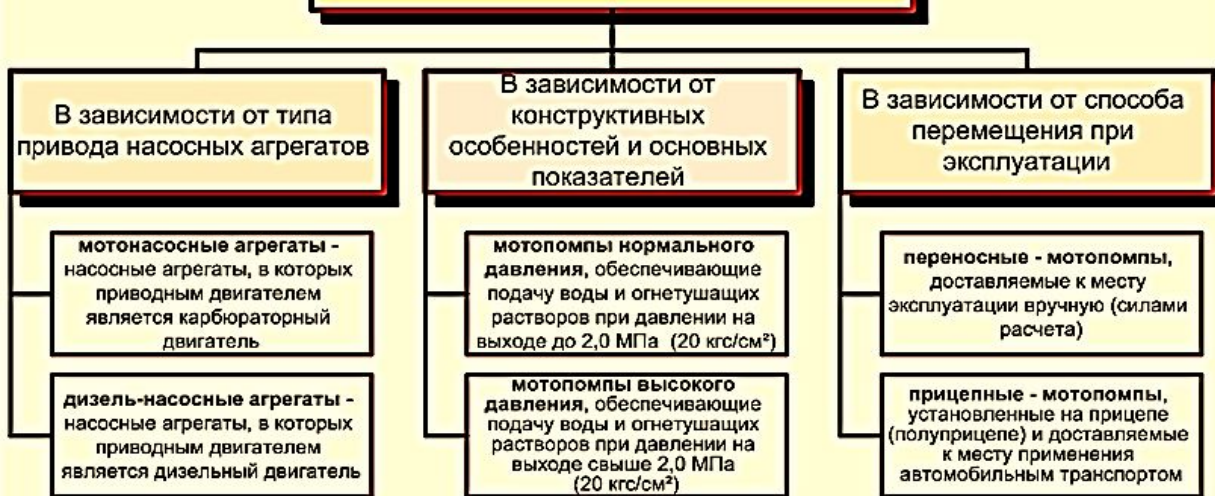 В зависимости от типа
привода насосных агрегатов
мотонасосные агрегаты -
насосные агрегаты, в которых
приводным двигателем
является карбюраторный
двигатель
дизель-насосные агрегаты -
насосные агрегаты, в которых
приводным двигателем
является дизельный двигатель
В зависимости от
конструктивных
особенностей и основных
показателей
мотопомпы нормального
давления, обеспечивающие
подачу воды и огнетушащих
растворов при давлении на
выходе до 2,0 МПа (20 кгс/см²)
мотопомпы высокого
давления, обеспечивающие
подачу воды и огнетушащих
растворов при давлении на
выходе свыше 2,0 МПа
(20 кгс/см²)
В зависимости от способа
перемещения при
эксплуатации
переносные - мотопомпы,
доставляемые к месту
эксплуатации вручную (силами
расчета)
прицепные - мотопомпы,
установленные на прицепе
(полуприцепе) и доставляемые
к месту применения
автомобильным транспортом